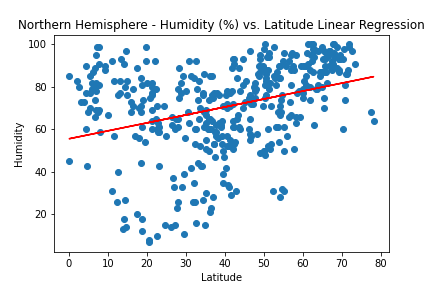 Northern Hemisphere - Humidity (%) vs. Latitude Linear Regression
100
80
60
40
20
Humidity
0 10 20 30 40 50 60 70 80
Latitude